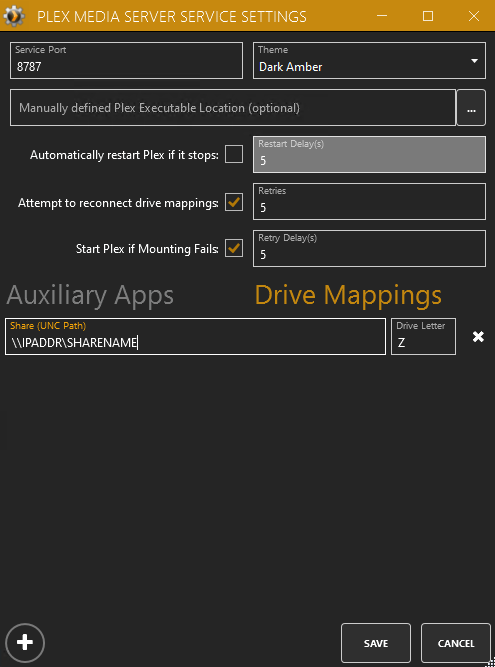 PLEX MEDIA SERVER SERVICE SETTINGS
Service Port
8787
Theme
Dark Amber
Manually defined Plex Executable Location (optional)
...
Automatically restart Plex if it stops:
Restart Delay(s)
5
Attempt to reconnect drive mappings:
Retries
5
Start Plex if Mounting Fails:
Retry Delay(s)
5
Auxiliary Apps
Drive Mappings
Share (UNC Path)
\\IPADDR\SHARENAME
Drive Letter
Z
SAVE
CANCEL